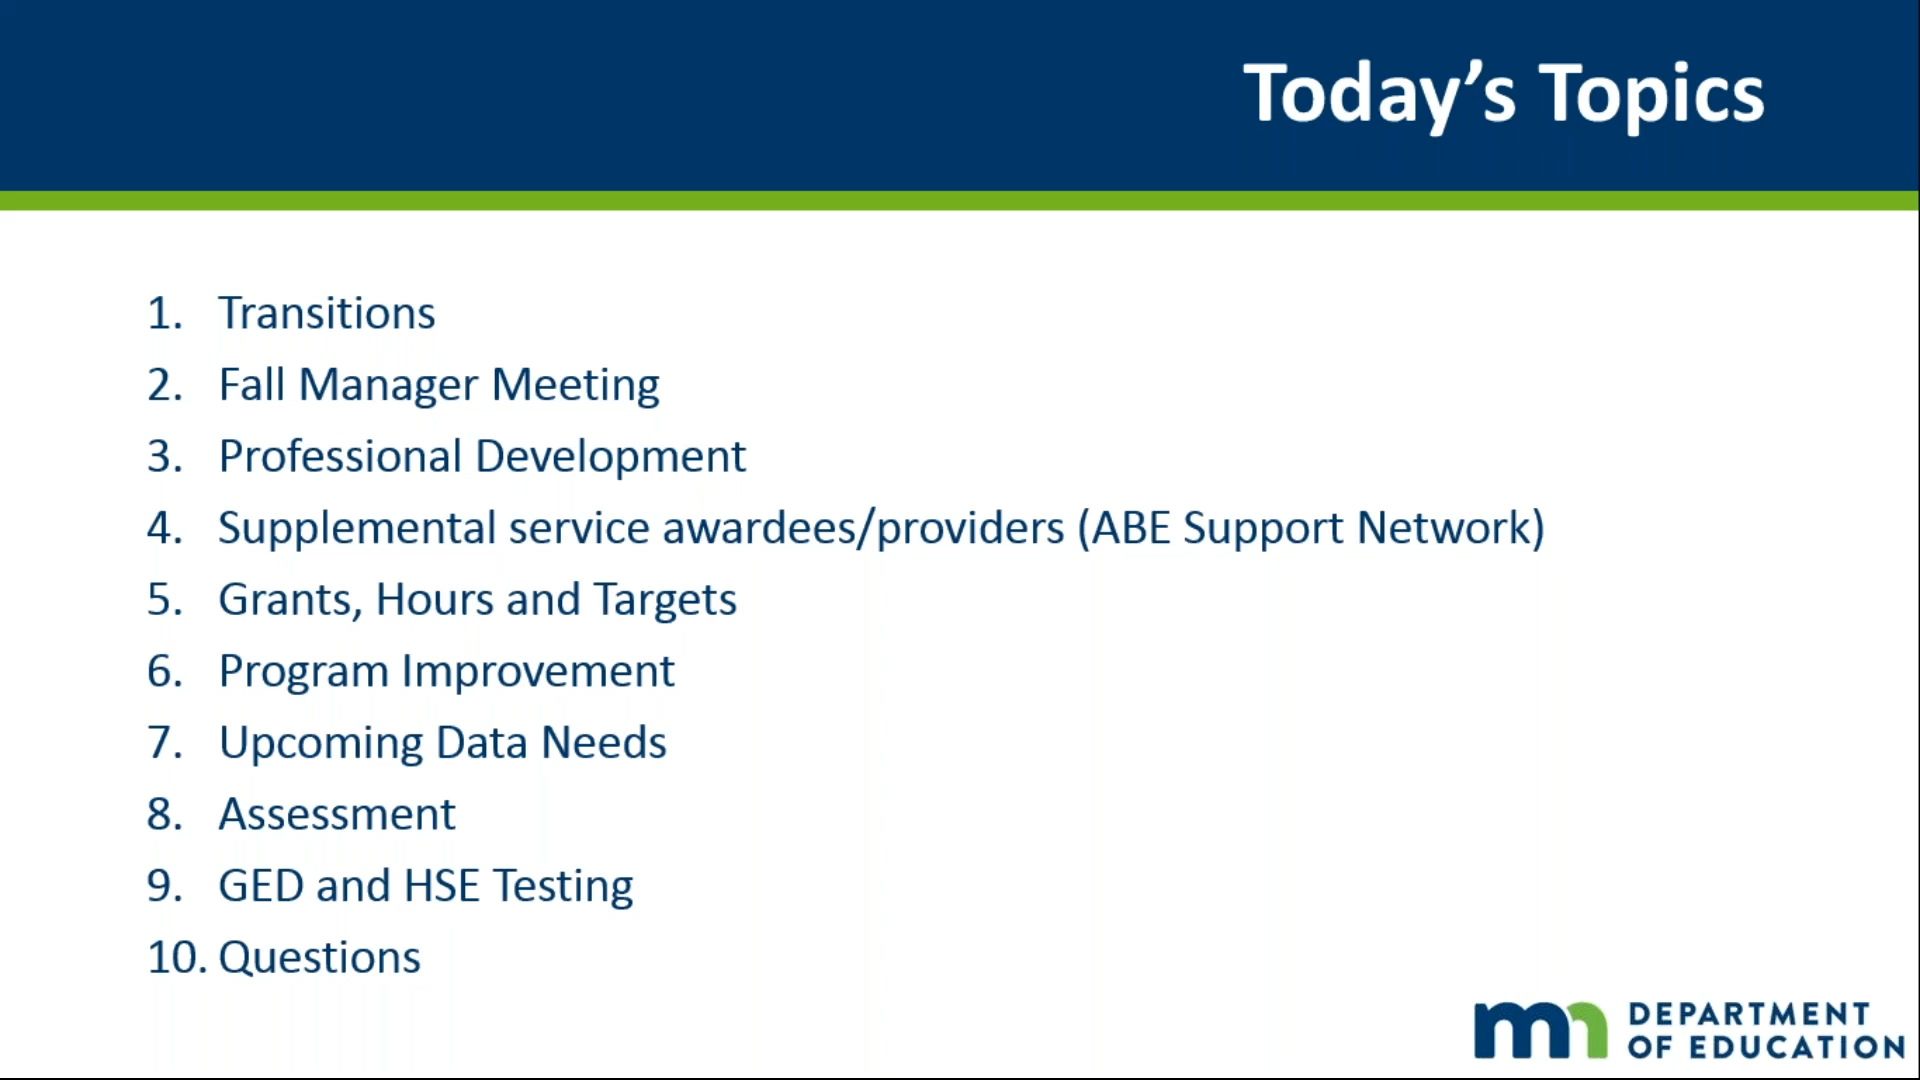 Today’s Topics
1. Transitions
2. Fall Manager Meeting
3. Professional Development
4. Supplemental service awardees/providers (ABE Support Network)
5. Grants, Hours and Targets
6. Program Improvement
7. Upcoming Data Needs
8. Assessment
9. GED and HSE Testing
10. Questions
mn DEPARTMENT
OF EDUCATION